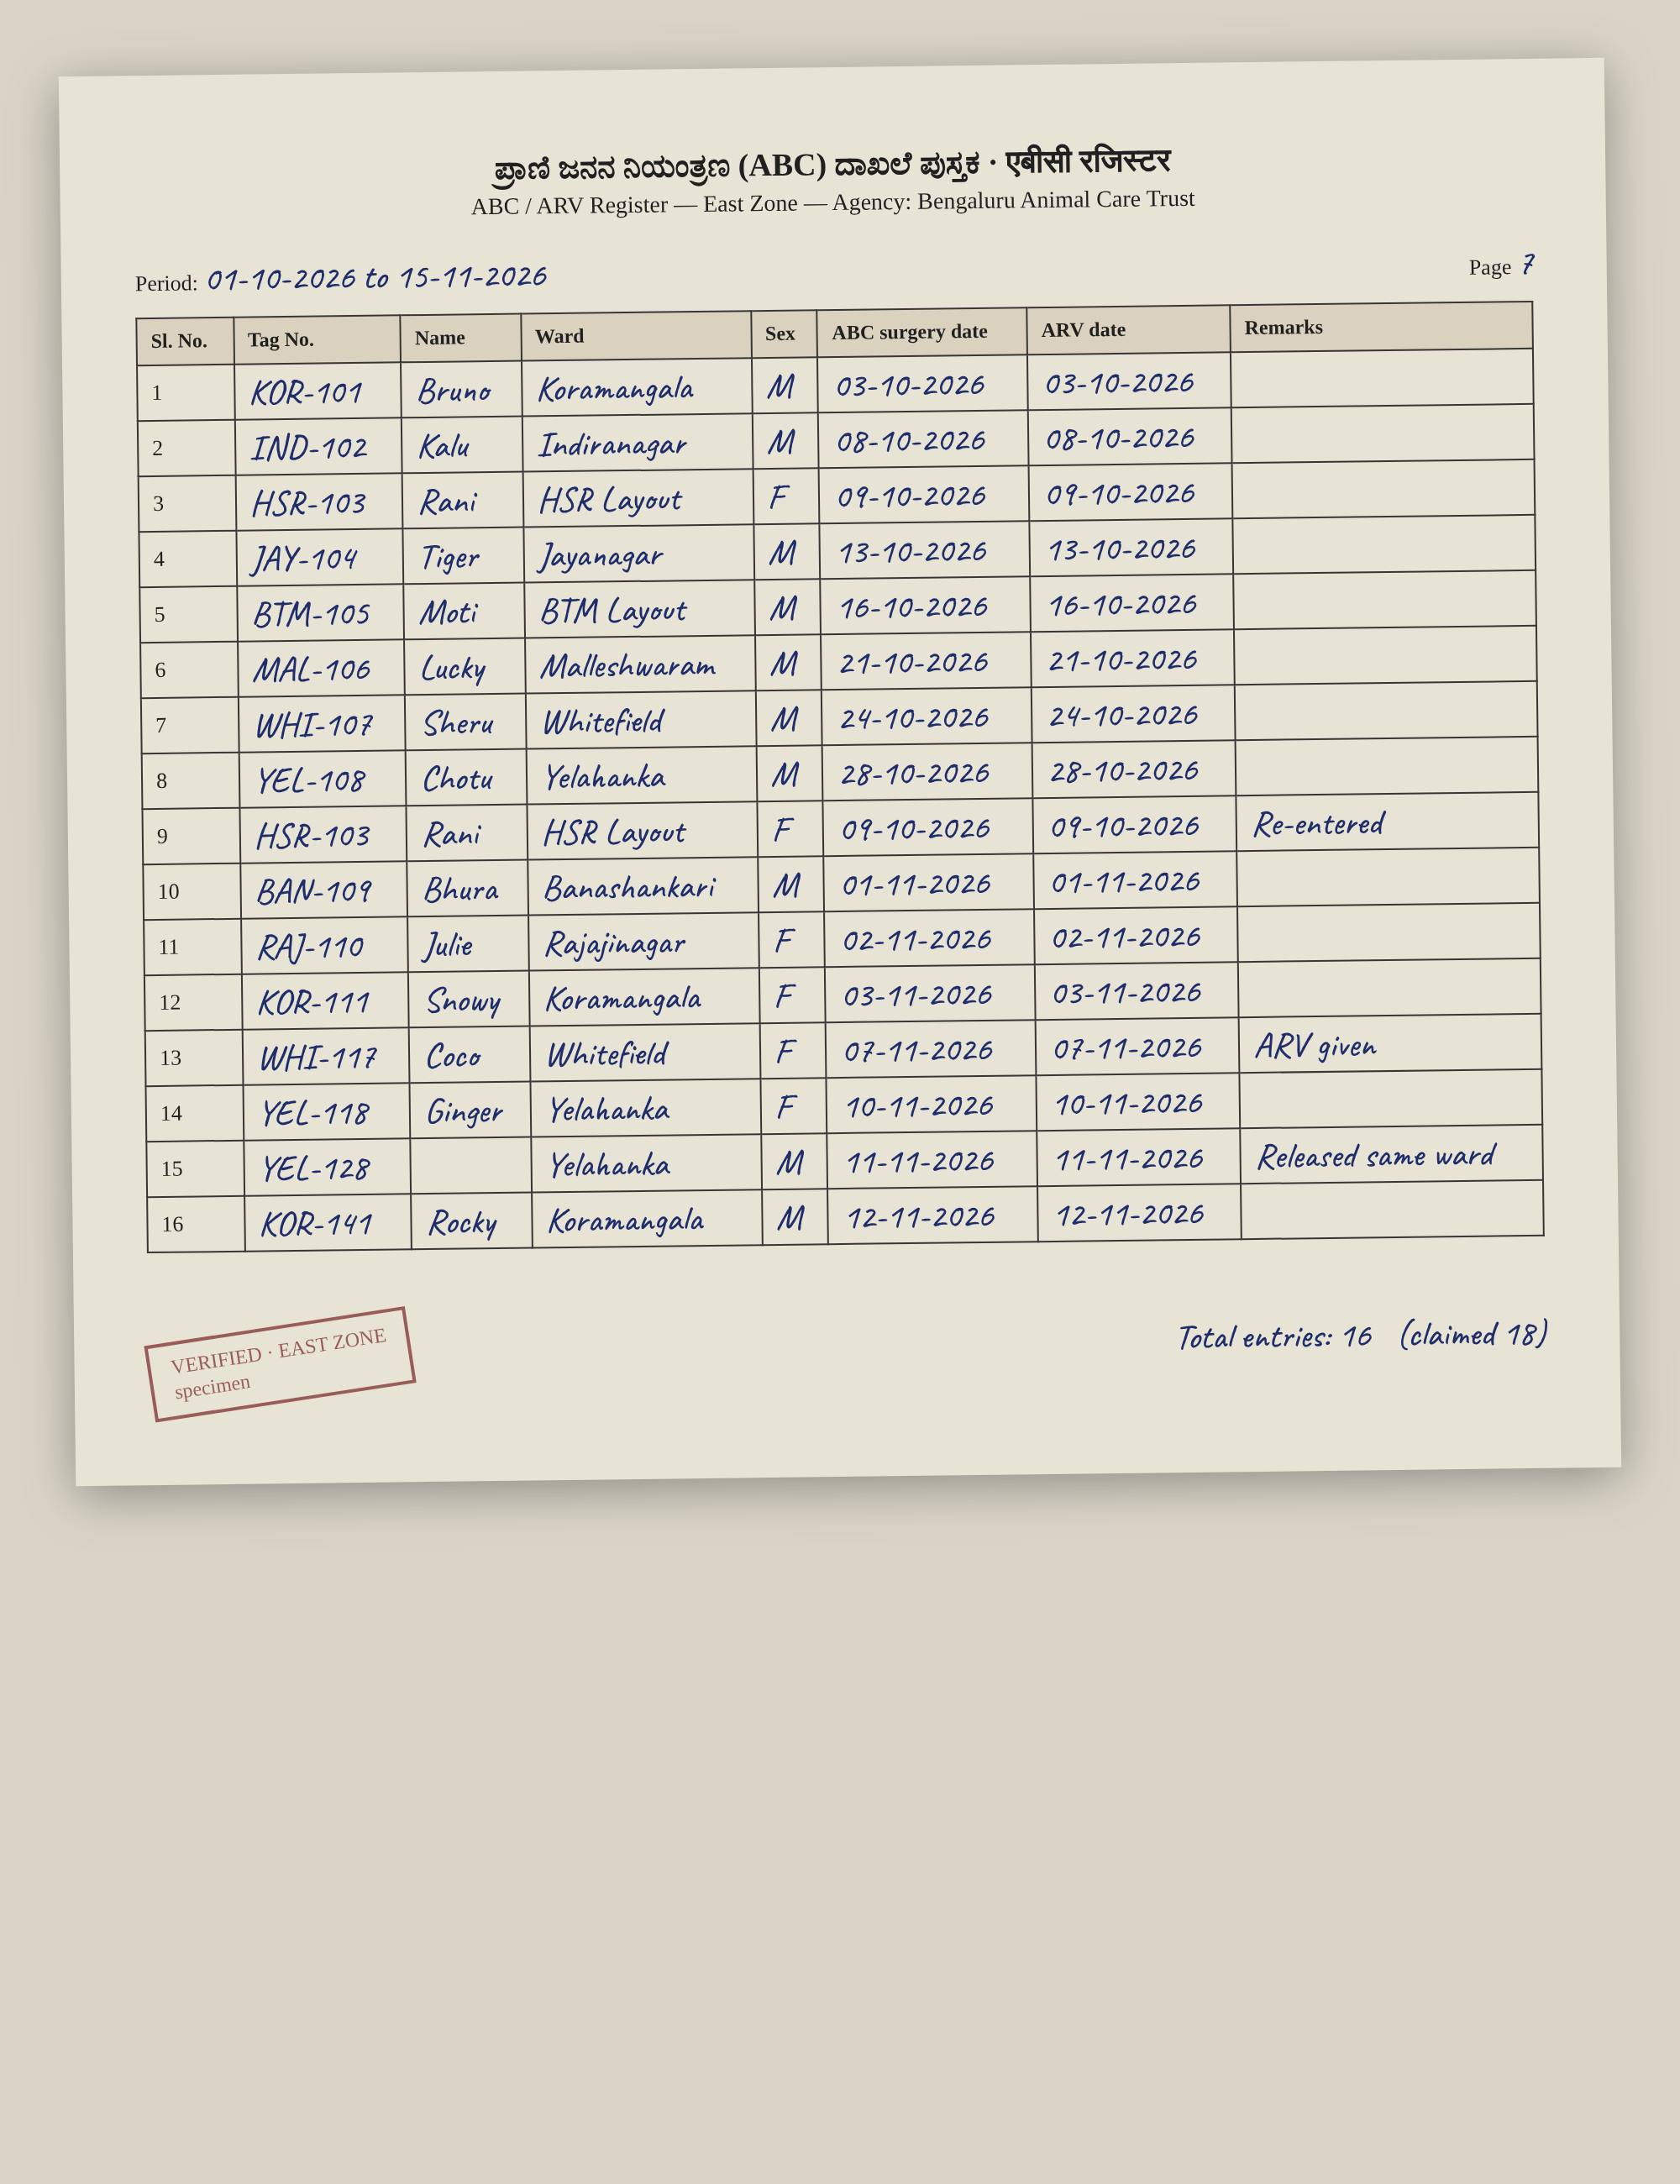 ಪ್ರಾಣಿ ಜನನ ನಿಯಂತ್ರಣ (ABC) ದಾಖಲೆ ಪುಸ್ತಕ · एबीसी रजिस्टर
ABC / ARV Register — East Zone — Agency: Bengaluru Animal Care Trust
Period: 01-10-2026 to 15-11-2026 Page 7
Sl. No. Tag No. Name Ward Sex ABC surgery date ARV date Remarks
1 KOR-101 Bruno Koramangala M 03-10-2026 03-10-2026
2 IND-102 Kalu Indiranagar M 08-10-2026 08-10-2026
3 HSR-103 Rani HSR Layout F 09-10-2026 09-10-2026
4 JAY-104 Tiger Jayanagar M 13-10-2026 13-10-2026
5 BTM-105 Moti BTM Layout M 16-10-2026 16-10-2026
6 MAL-106 Lucky Malleshwaram M 21-10-2026 21-10-2026
7 WHI-107 Sheru Whitefield M 24-10-2026 24-10-2026
8 YEL-108 Chotu Yelahanka M 28-10-2026 28-10-2026
9 HSR-103 Rani HSR Layout F 09-10-2026 09-10-2026 Re-entered
10 BAN-109 Bhura Banashankari M 01-11-2026 01-11-2026
11 RAJ-110 Julie Rajajinagar F 02-11-2026 02-11-2026
12 KOR-111 Snowy Koramangala F 03-11-2026 03-11-2026
13 WHI-117 Coco Whitefield F 07-11-2026 07-11-2026 ARV given
14 YEL-118 Ginger Yelahanka F 10-11-2026 10-11-2026
15 YEL-128 Yelahanka M 11-11-2026 11-11-2026 Released same ward
16 KOR-141 Rocky Koramangala M 12-11-2026 12-11-2026
Total entries: 16 (claimed 18)
VERIFIED · EAST ZONE
specimen